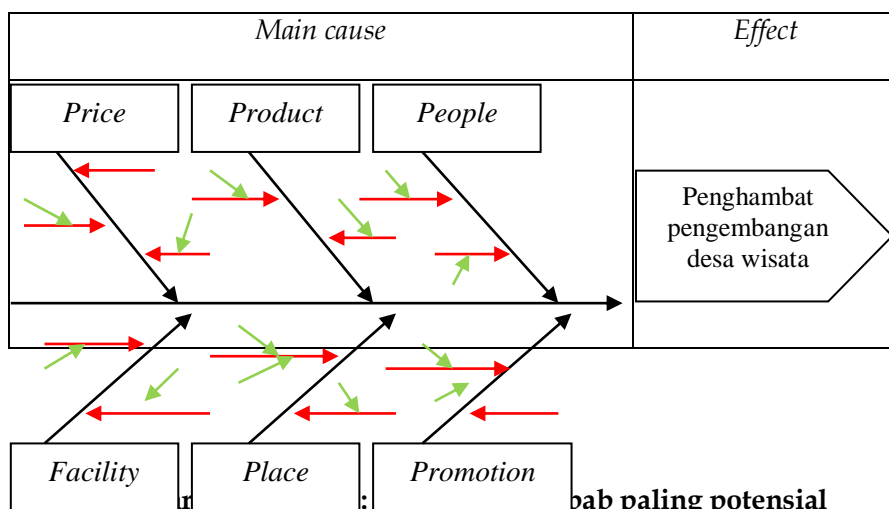 Main cause
Effect
Price
Product
People
Penghambat
pengembangan
desa wisata
Facility
Place
Promotion
: bab paling potensial